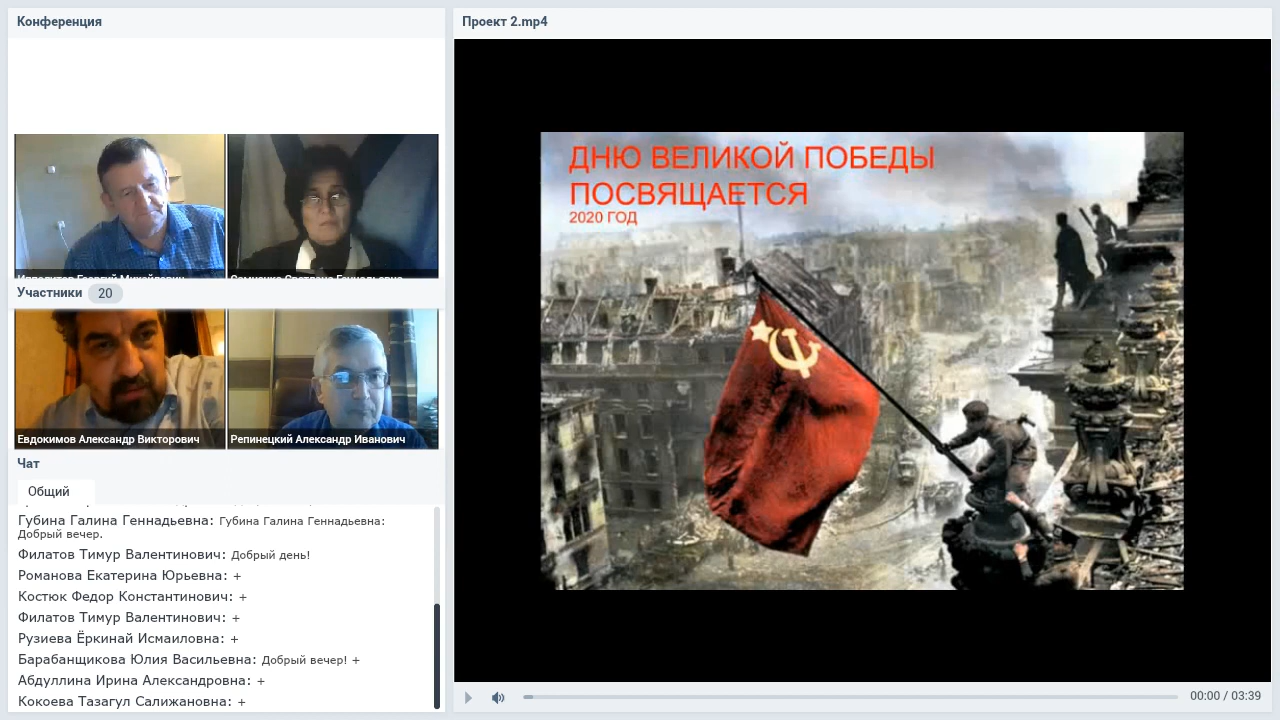 Конференция
Участники 20
Евдокимов Александр Викторович
Репинецкий Александр Иванович
Чат
Общий
Губина Галина Геннадьевна: Губина Галина Геннадьевна:
Добрый вечер.
Филатов Тимур Валентинович: Добрый день!
Романова Екатерина Юрьевна: +
Костюк Федор Константинович: +
Филатов Тимур Валентинович: +
Рузиева Ёркинай Исмаиловна: +
Барабанщикова Юлия Васильевна: Добрый вечер! +
Абдуллина Ирина Александровна: +
Кокоева Тазагул Салижановна: +
Проект 2.mp4
ДНЮ ВЕЛИКОЙ ПОБЕДЫ
ПОСВЯЩАЕТСЯ
2020 ГОД
00:00 / 03:39